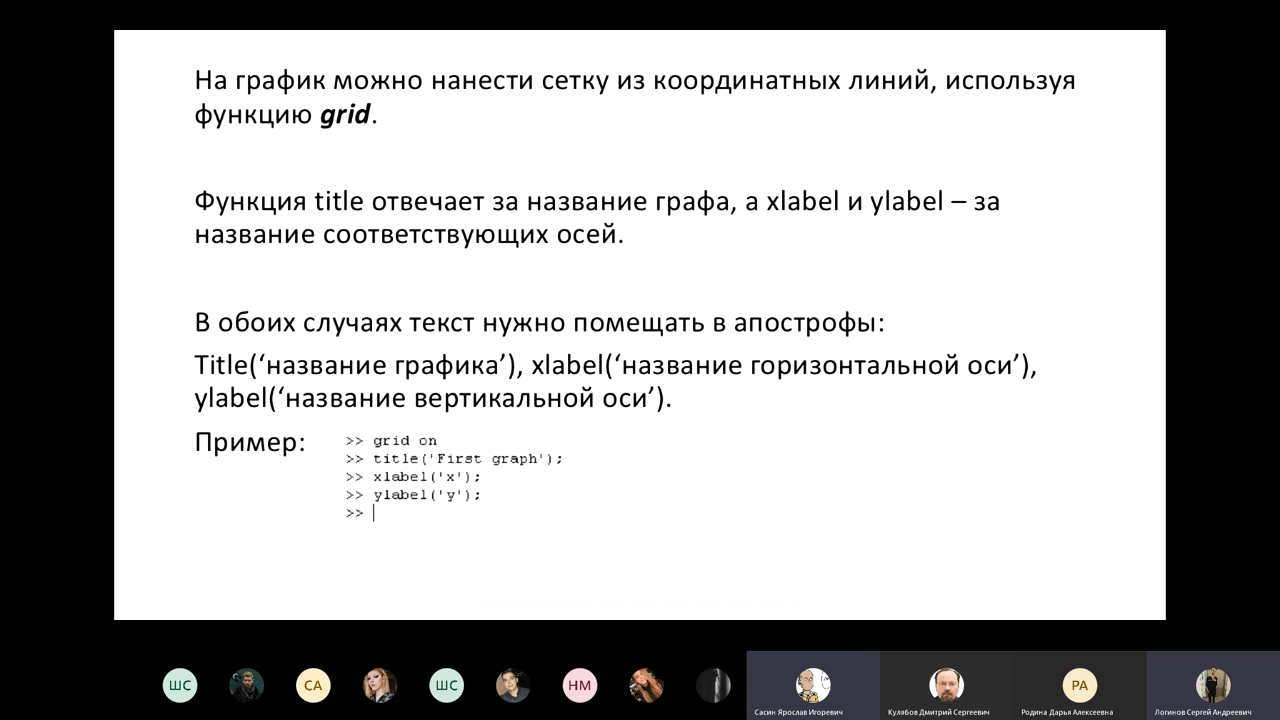 На график можно нанести сетку из координатных линий, используя
функцию grid.
Функция title отвечает за название графа, а xlabel и ylabel – за
название соответствующих осей.
В обоих случаях текст нужно помещать в апострофы:
Title(‘название графика’), xlabel(‘название горизонтальной оси’),
ylabel(‘название вертикальной оси’).
Пример:
>> grid on
>> title('First graph');
>> xlabel('x');
>> ylabel('y');
>>
ШС
СА
ШС
НМ
РА
Сасин Ярослав Игоревич
Кулябов Дмитрий Сергеевич
Родина Дарья Алексеевна
Логинов Сергей Андреевич